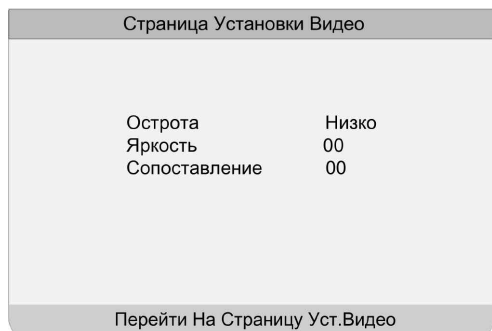 Страница Установки Видео
Острота Низко
Яркость 00
Сопоставление 00
Перейти На Страницу Уст.Видео